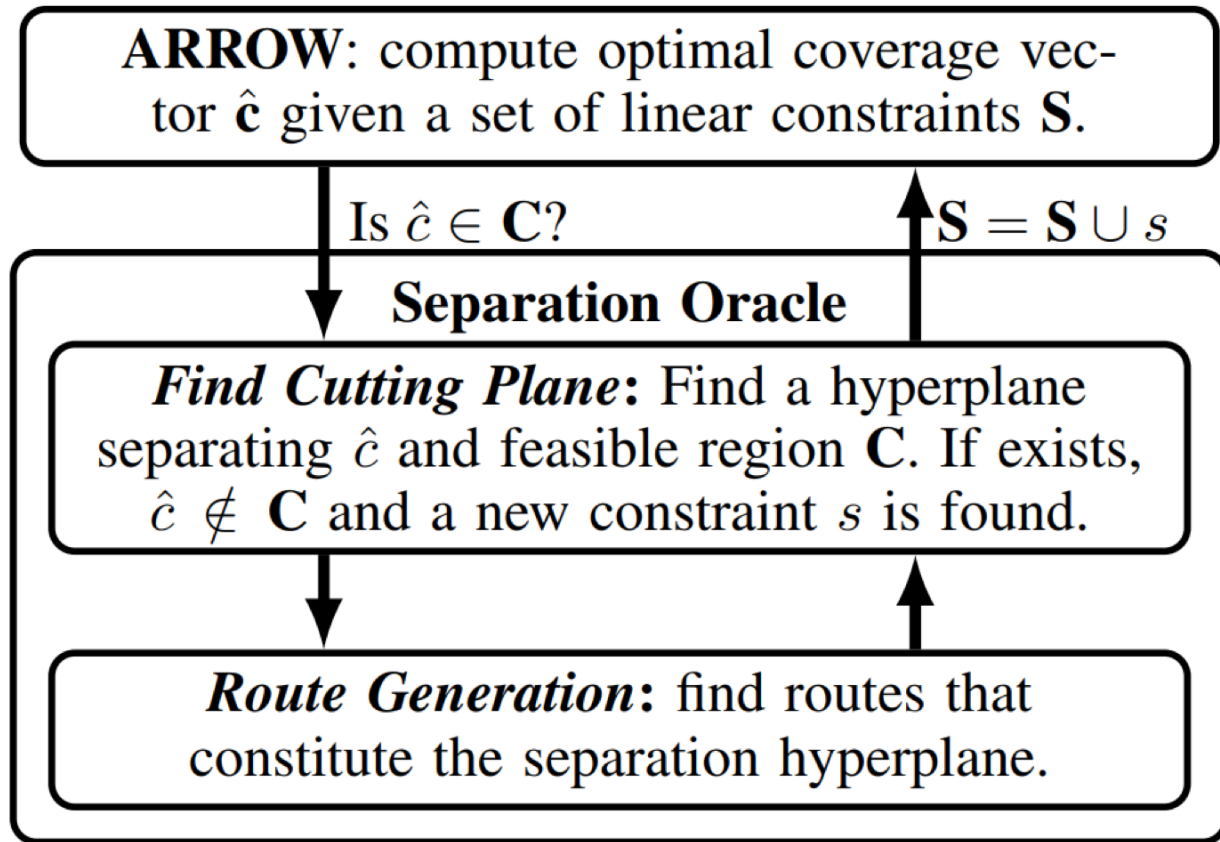 ARROW: compute optimal coverage vec-
tor ĉ given a set of linear constraints S.
Is ĉ ∈ C?
S = S ∪ s
Separation Oracle
Find Cutting Plane: Find a hyperplane
separating ĉ and feasible region C. If exists,
ĉ ∉ C and a new constraint s is found.
Route Generation: find routes that
constitute the separation hyperplane.